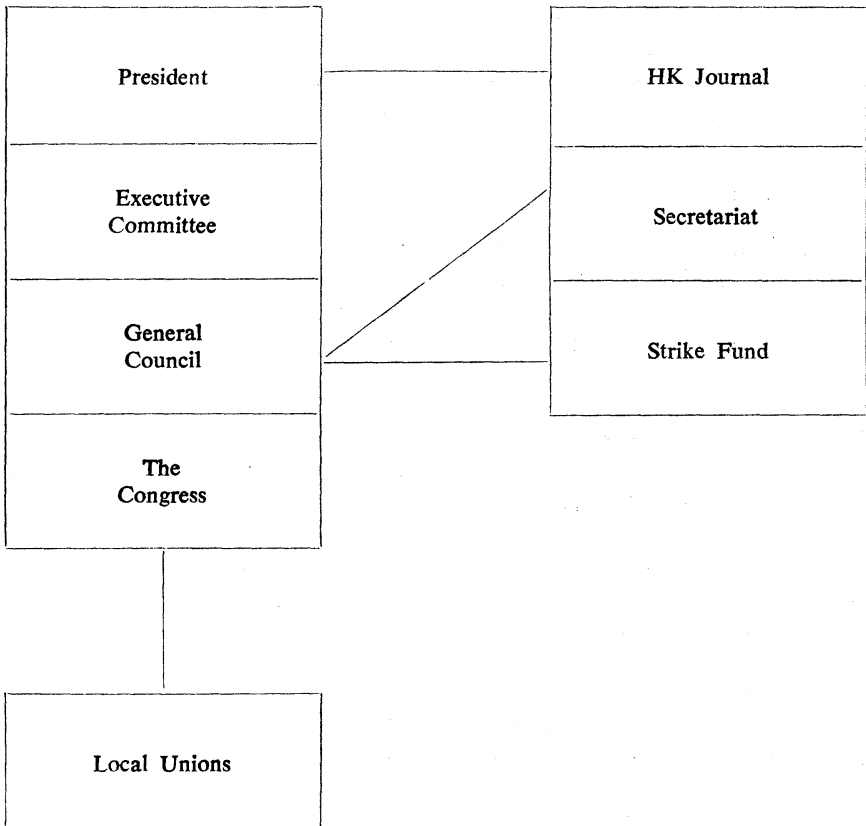 President
Executive
Committee
General
Council
The
Congress
HK Journal
Secretariat
Strike Fund
Local Unions